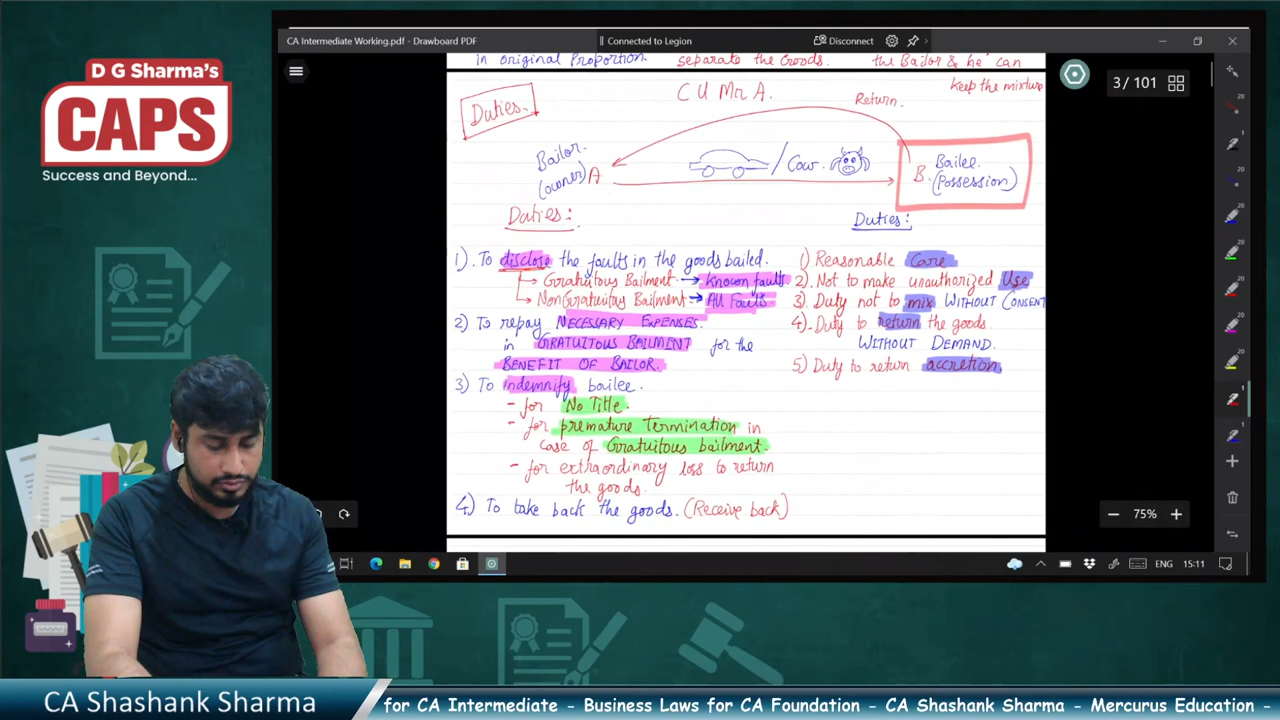 D G Sharma's
CAPS
Success and Beyond...
CA Intermediate Working.pdf - Drawboard PDF
Connected to Legion
Disconnect
in original Proportion.
separate the Goods.
the Bailor & he can
keep the mixture
3 / 101
Duties.
C U Mr A.
Return.
Bailor.
(owner) A
/ Cow.
B. Bailee.
(Possession)
Duties:
1). To disclose the faults in the goods bailed.
Gratuitous Bailment → known faults
Non Gratuitous Bailment → All Faults
2) To repay NECESSARY EXPENSES.
in GRATUITOUS BAILMENT for the
BENEFIT OF BAILOR.
3) To indemnify bailee.
- for No Title.
- for premature Termination in
case of Gratuitous bailment.
- for extraordinary loss to return
the goods.
4) To take back the goods. (Receive back)
Duties:
1) Reasonable Care
2) Not to make unauthorized Use
3. Duty not to mix WITHOUT CONSENT
4). Duty to return the goods.
WITHOUT DEMAND.
5) Duty to return accretion.
75%
ENG
15:11
CA Shashank Sharma
for CA Intermediate - Business Laws for CA Foundation - CA Shashank Sharma - Mercurus Education -